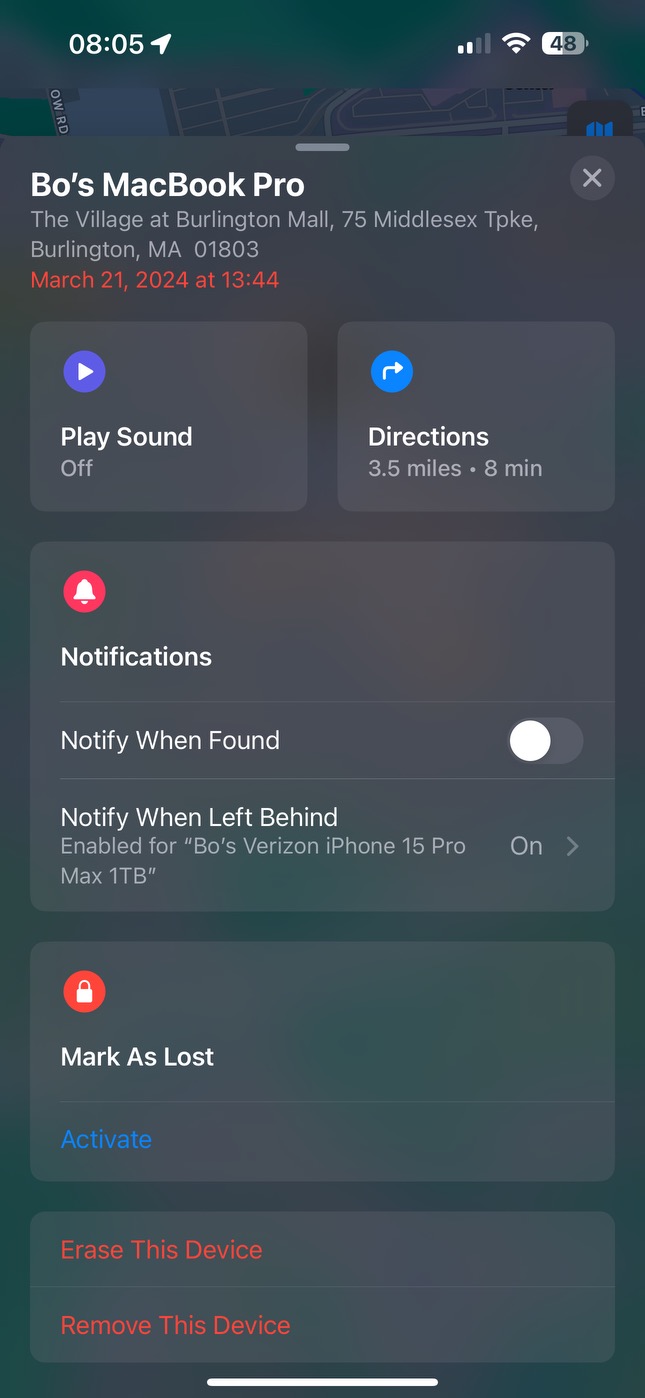 08:05
48
OW RD
Bo’s MacBook Pro
The Village at Burlington Mall, 75 Middlesex Tpke,
Burlington, MA 01803
March 21, 2024 at 13:44
Play Sound
Off
Directions
3.5 miles • 8 min
Notifications
Notify When Found
Notify When Left Behind
Enabled for “Bo’s Verizon iPhone 15 Pro
Max 1TB”
On
Mark As Lost
Activate
Erase This Device
Remove This Device